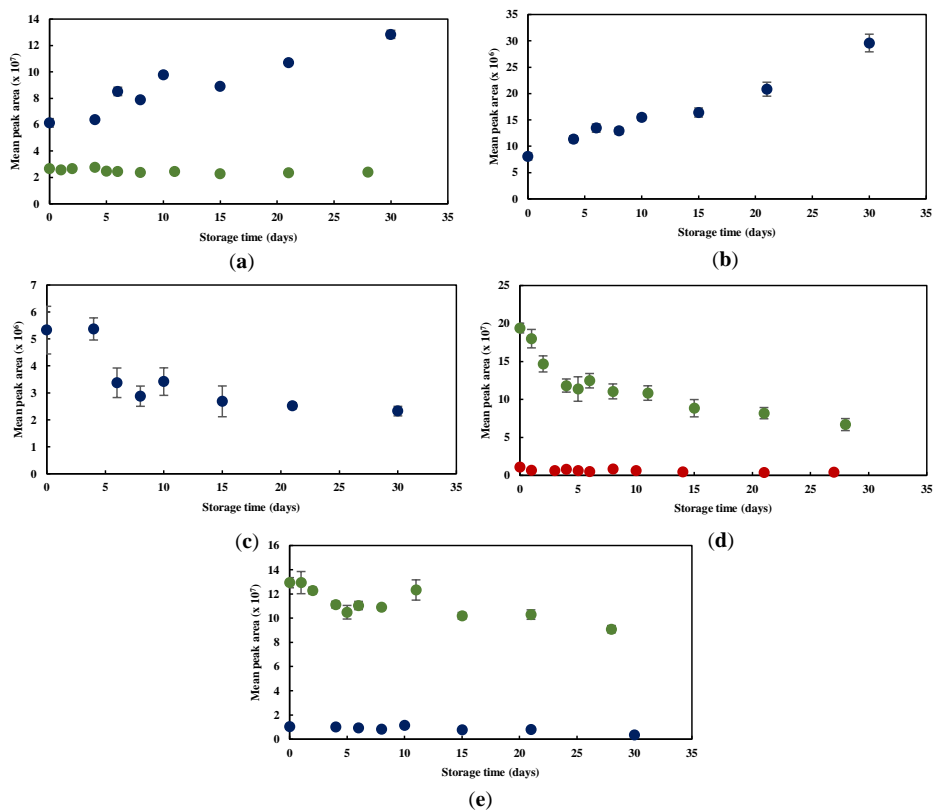 14
12
10
8
6
4
2
0
Mean peak area (x 10⁷)
0 5 10 15 20 25 30 35
Storage time (days)
(a)
35
30
25
20
15
10
5
0
Mean peak area (x 10⁶)
0 5 10 15 20 25 30 35
Storage time (days)
(b)
7
6
5
4
3
2
1
0
Mean peak area (x 10⁶)
0 5 10 15 20 25 30 35
Storage time (days)
(c)
25
20
15
10
5
0
Mean peak area (x 10⁷)
0 5 10 15 20 25 30 35
Storage time (days)
(d)
16
14
12
10
8
6
4
2
0
Mean peak area (x 10⁷)
0 5 10 15 20 25 30 35
Storage time (days)
(e)